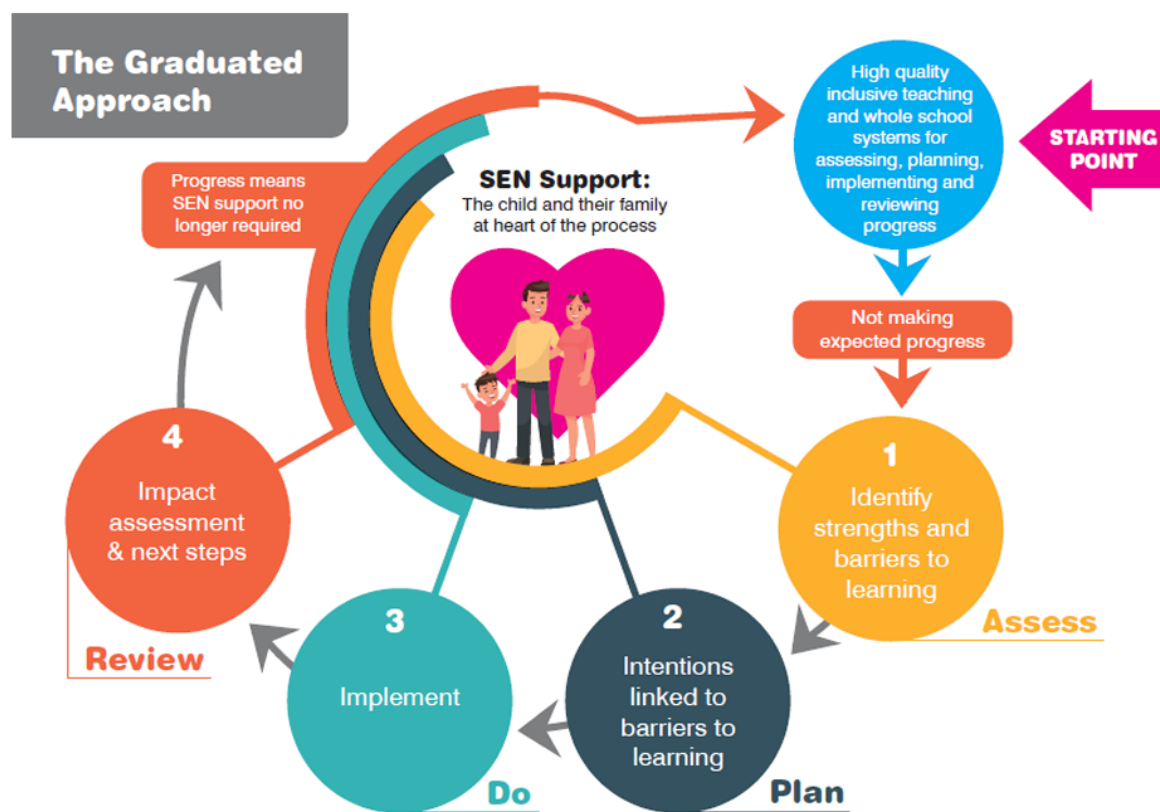 The Graduated
Approach
High quality
inclusive teaching
and whole school
systems for
assessing, planning,
implementing and
reviewing
progress
STARTING
POINT
Progress means
SEN support no
longer required
SEN Support:
The child and their family
at heart of the process
Not making
expected progress
1
Identify
strengths and
barriers to
learning
Assess
2
Intentions
linked to
barriers to
learning
Plan
3
Implement
Do
4
Impact
assessment
& next steps
Review